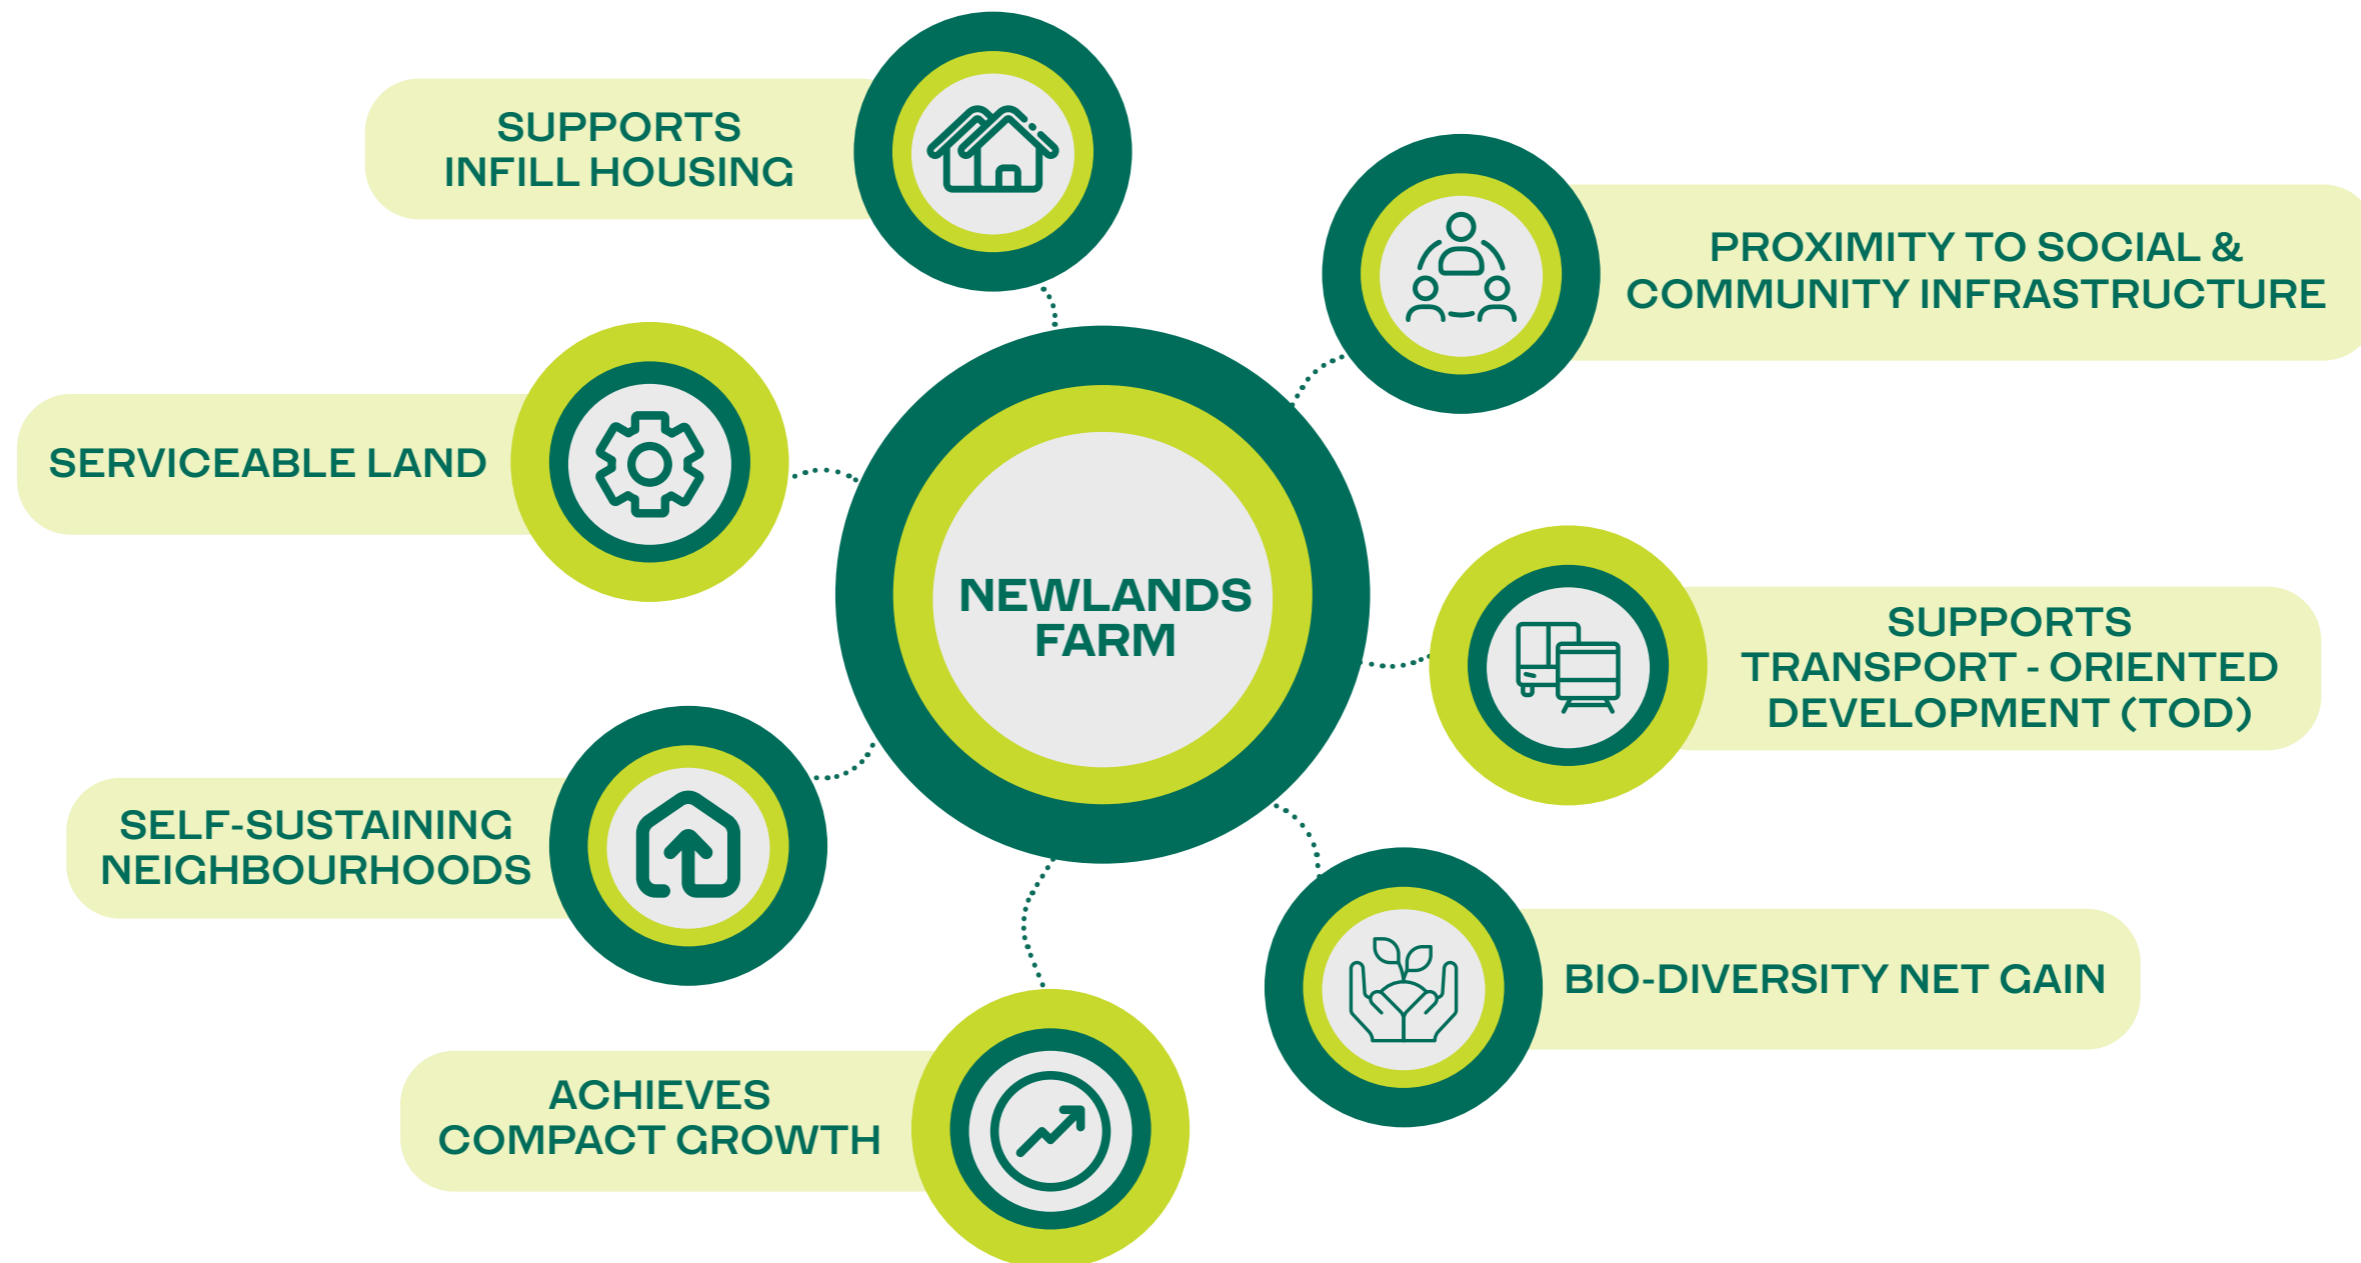 SUPPORTS
INFILL HOUSING
PROXIMITY TO SOCIAL &
COMMUNITY INFRASTRUCTURE
SERVICEABLE LAND
NEWLANDS
FARM
SUPPORTS
TRANSPORT - ORIENTED
DEVELOPMENT (TOD)
SELF-SUSTAINING
NEIGHBOURHOODS
BIO-DIVERSITY NET GAIN
ACHIEVES
COMPACT GROWTH